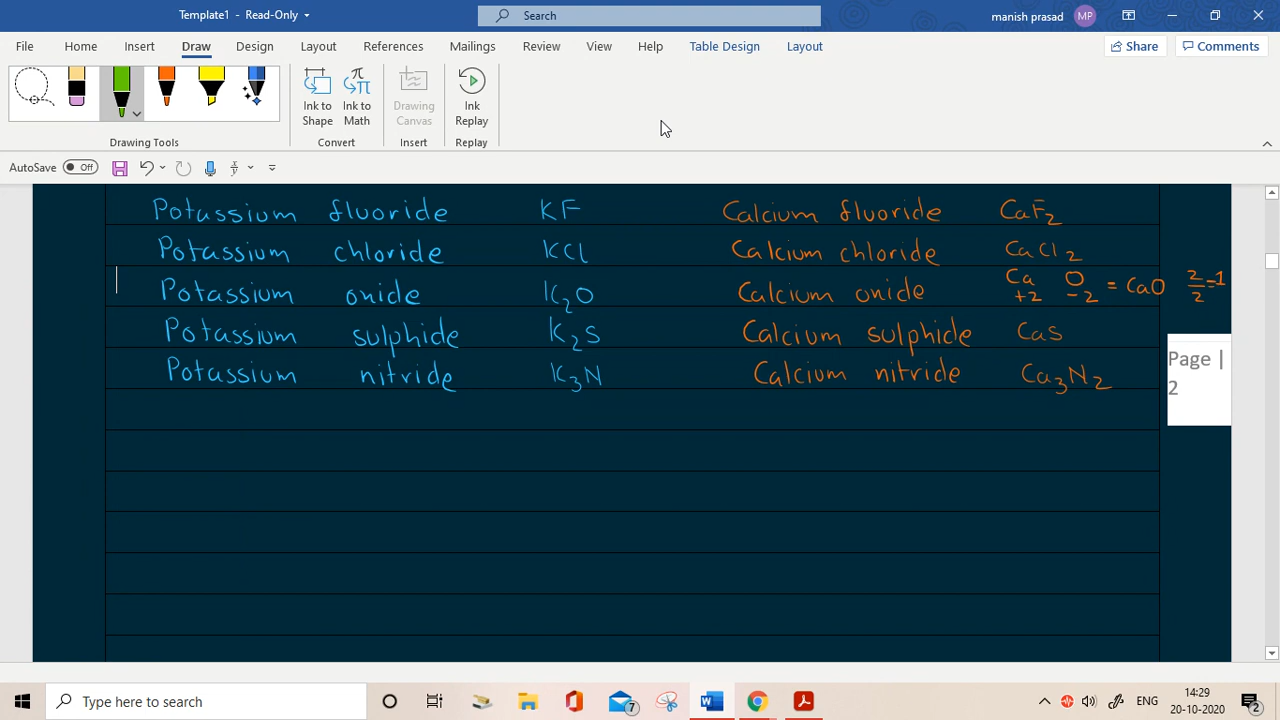 Template1 - Read-Only
Search
manish prasad MP
File Home Insert Draw Design Layout References Mailings Review View Help Table Design Layout Share Comments
Ink to Shape
Ink to Math
Drawing Canvas
Ink Replay
Drawing Tools Convert Insert Replay
AutoSave Off
Potassium fluoride KF Calcium fluoride CaF2
Potassium chloride KCl Calcium chloride CaCl2
Potassium oxide K2O Calcium oxide Ca +2 O -2 = CaO 2/2=1
Potassium sulphide K2S Calcium sulphide CaS
Potassium nitride K3N Calcium nitride Ca3N2
Page | 2
Type here to search
7
ENG
14:29
20-10-2020
2